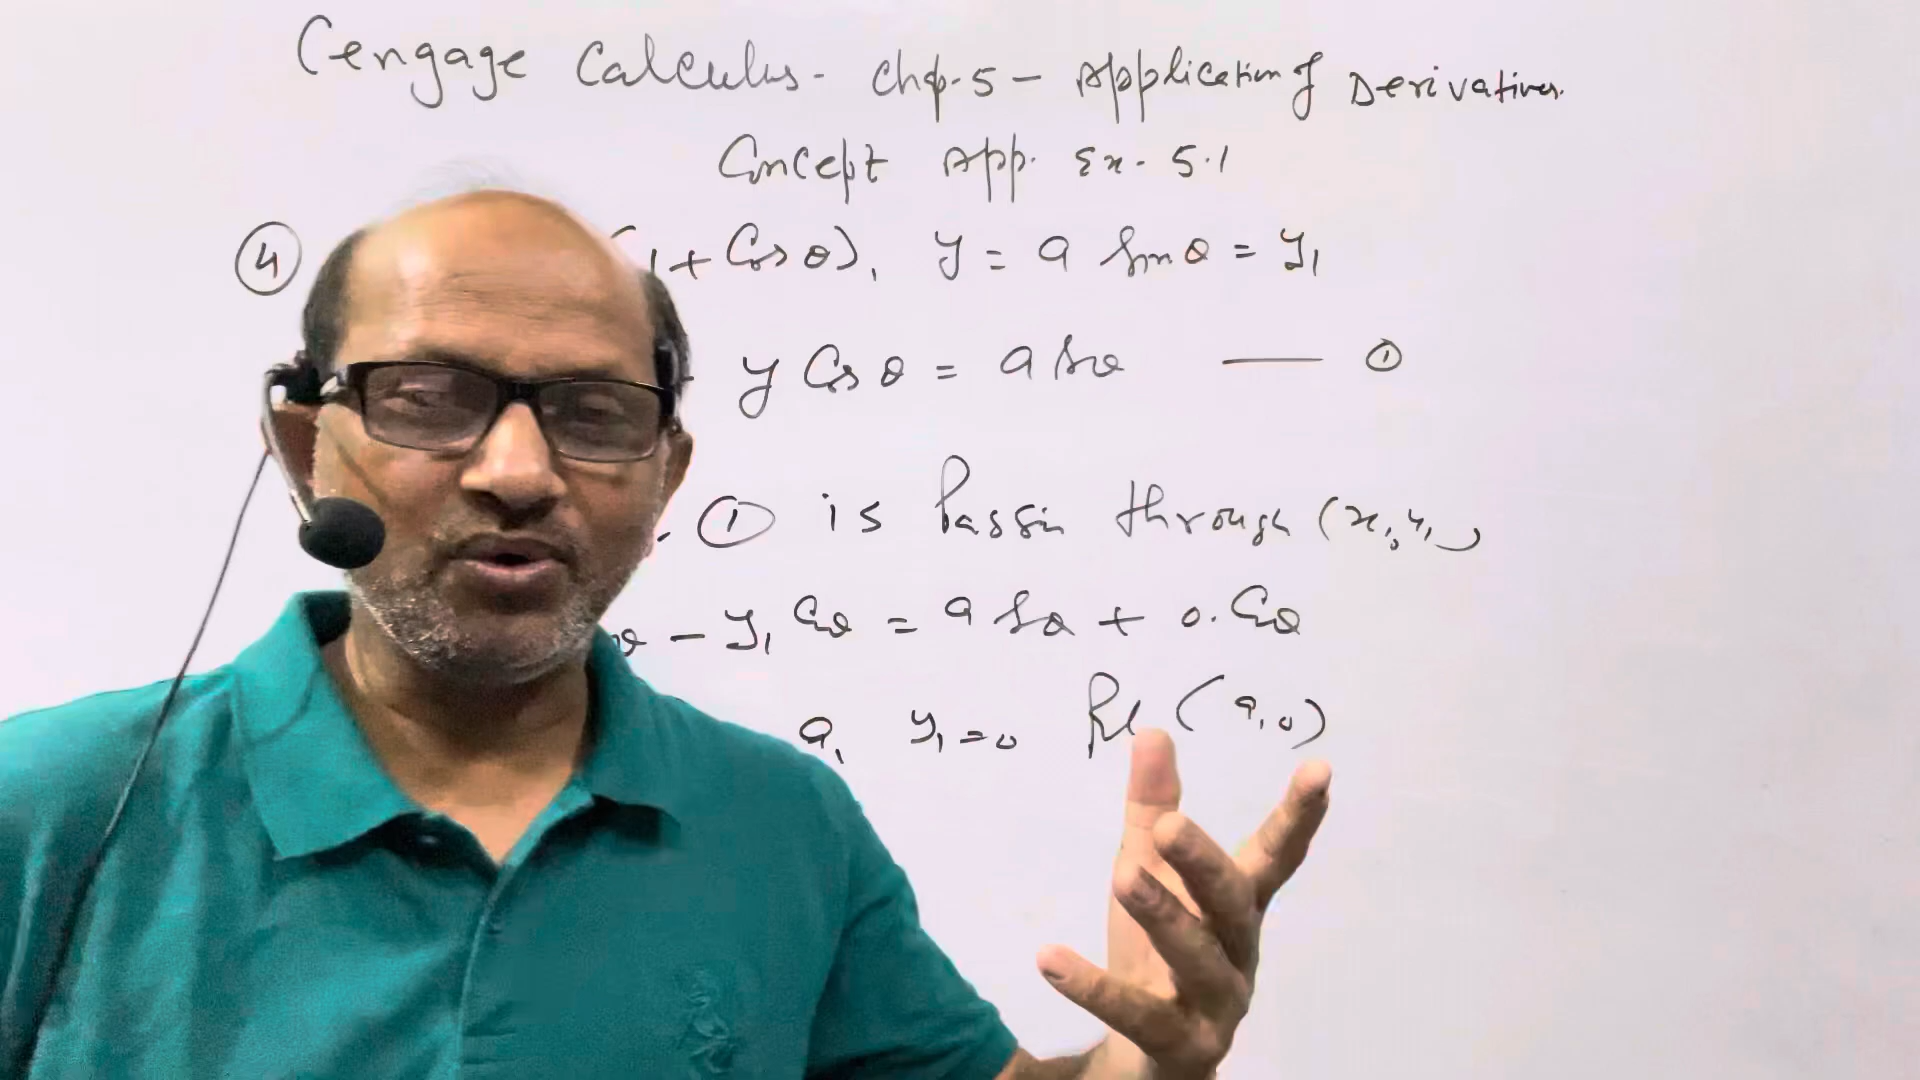 Cengage Calculus - Chp. 5 - Application of Derivatives.
Concept App. Ex. 5.1
④ (1 + Cos θ), y = a Sin θ = y₁
y Cos θ = a Sin θ — ①
① is Passin through (x₁, y₁)
θ - y₁ Cos θ = a Sin θ + 0. Cos θ
a, y₁ = 0 (a, 0)